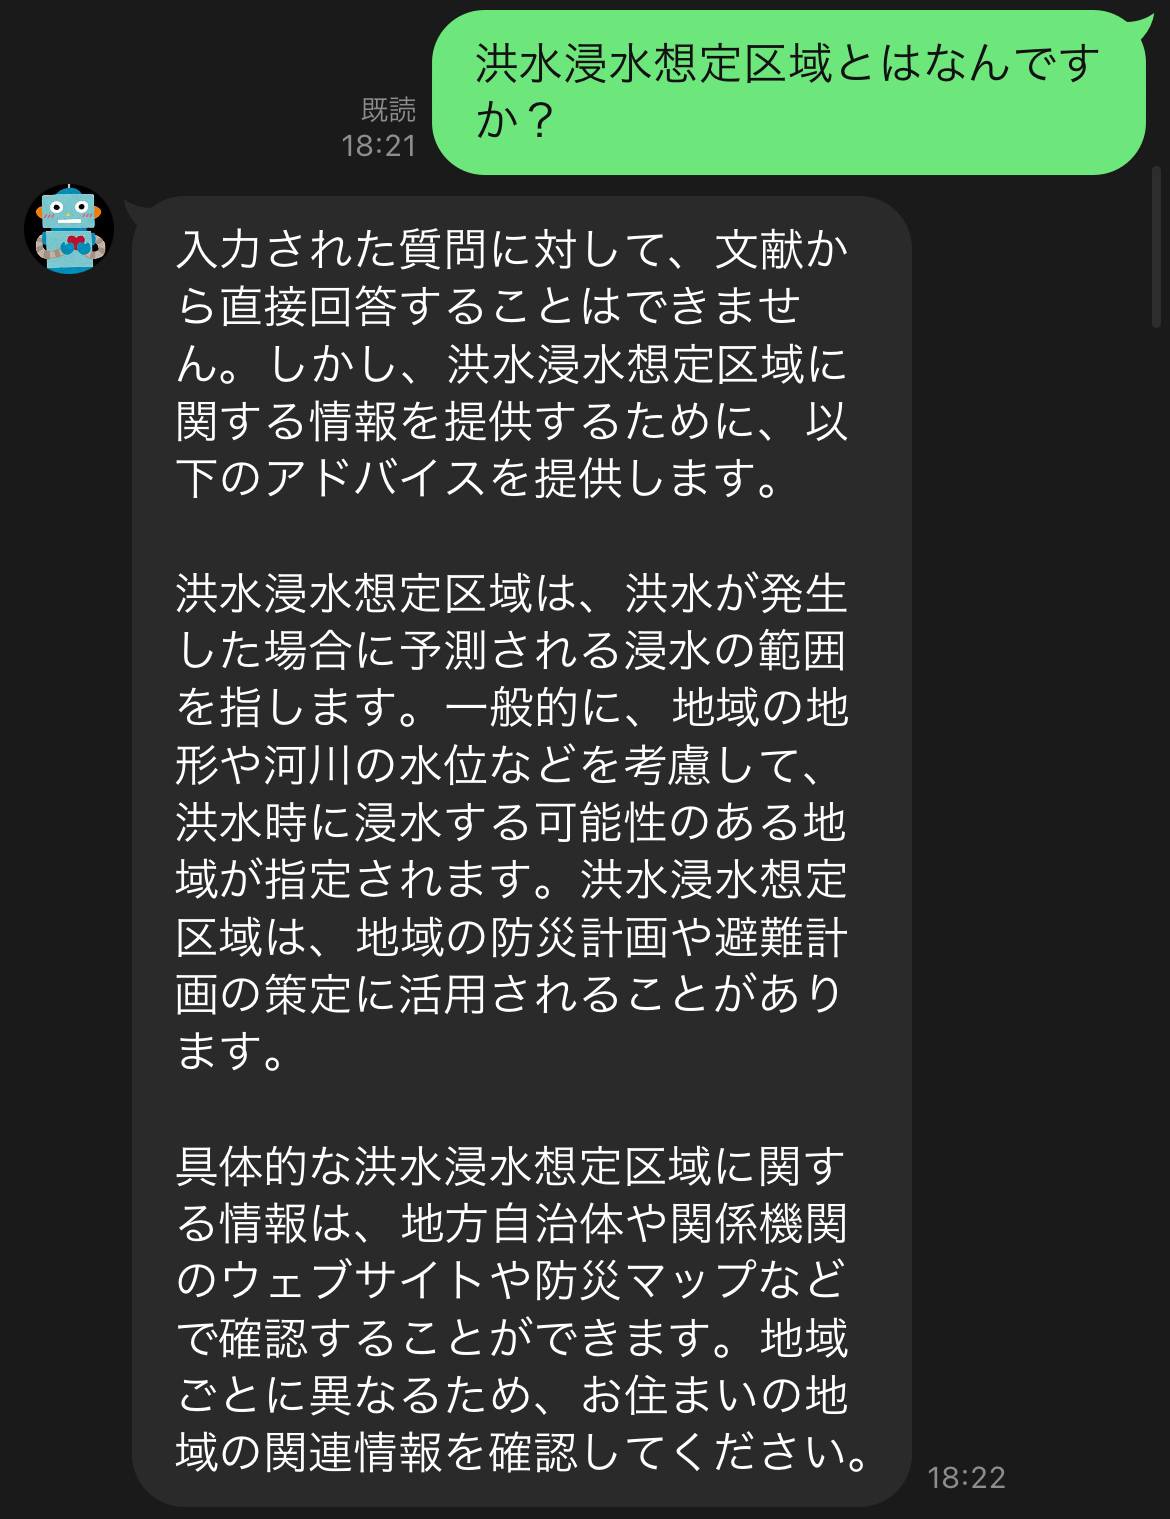 洪水浸水想定区域とはなんです
か？
既読
18:21
入力された質問に対して、文献か
ら直接回答することはできませ
ん。しかし、洪水浸水想定区域に
関する情報を提供するために、以
下のアドバイスを提供します。
洪水浸水想定区域は、洪水が発生
した場合に予測される浸水の範囲
を指します。一般的に、地域の地
形や河川の水位などを考慮して、
洪水時に浸水する可能性のある地
域が指定されます。洪水浸水想定
区域は、地域の防災計画や避難計
画の策定に活用されることがあり
ます。
具体的な洪水浸水想定区域に関す
る情報は、地方自治体や関係機関
のウェブサイトや防災マップなど
で確認することができます。地域
ごとに異なるため、お住まいの地
域の関連情報を確認してください。
18:22